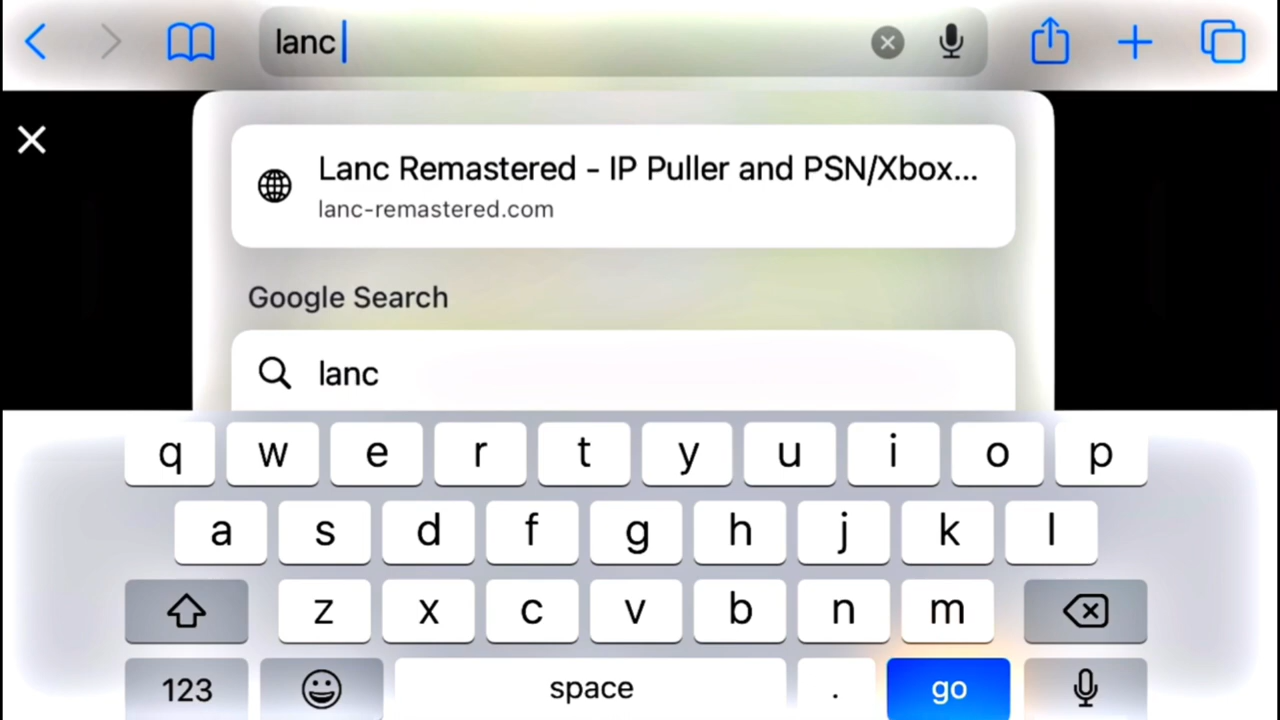 lanc
Lanc Remastered - IP Puller and PSN/Xbox...
lanc-remastered.com
Google Search
lanc
q w e r t y u i o p
a s d f g h j k l
z x c v b n m
123 space . go